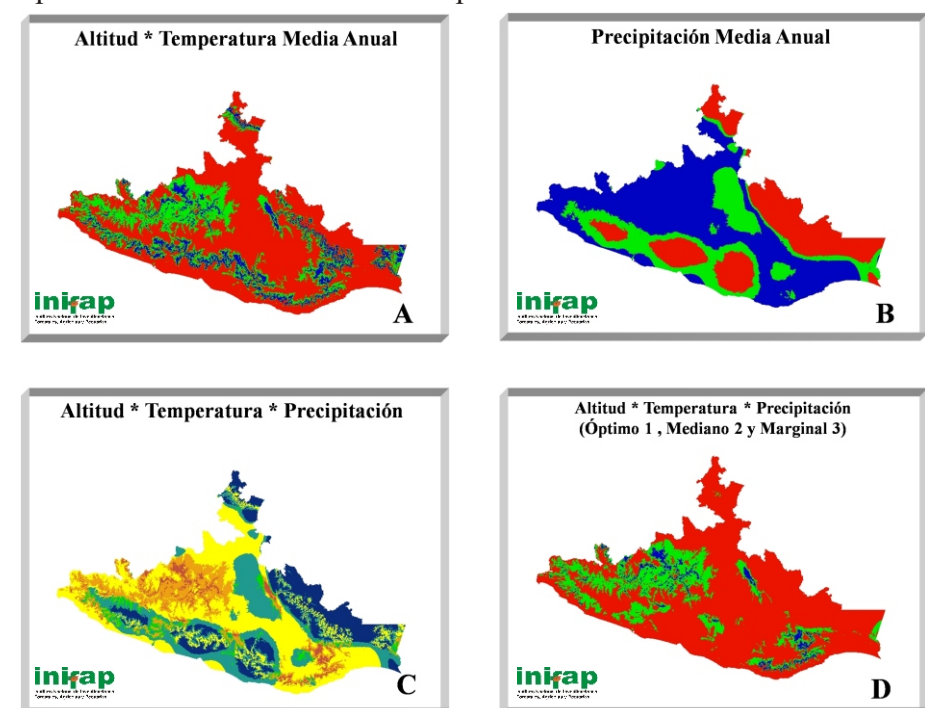 Altitud * Temperatura Media Anual
inifap
A
Precipitación Media Anual
inifap
B
Altitud * Temperatura * Precipitación
inifap
C
Altitud * Temperatura * Precipitación
(Óptimo 1 , Mediano 2 y Marginal 3)
inifap
D